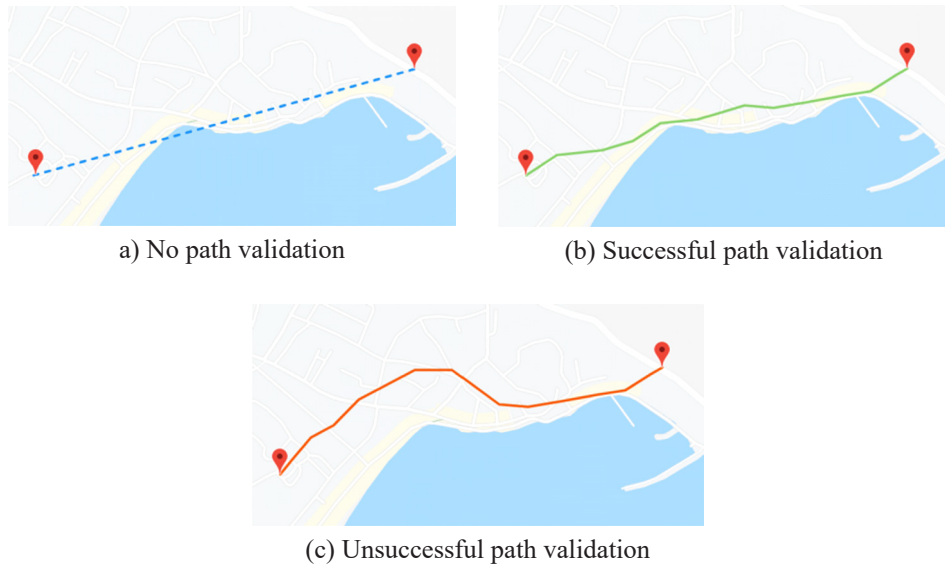 a) No path validation
(b) Successful path validation
(c) Unsuccessful path validation